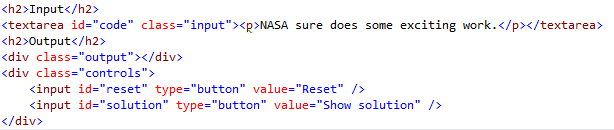 <h2>Input</h2>
<textarea id="code" class="input"><p>NASA sure does some exciting work.</p></textarea>
<h2>Output</h2>
<div class="output"></div>
<div class="controls">
    <input id="reset" type="button" value="Reset" />
    <input id="solution" type="button" value="Show solution" />
</div>